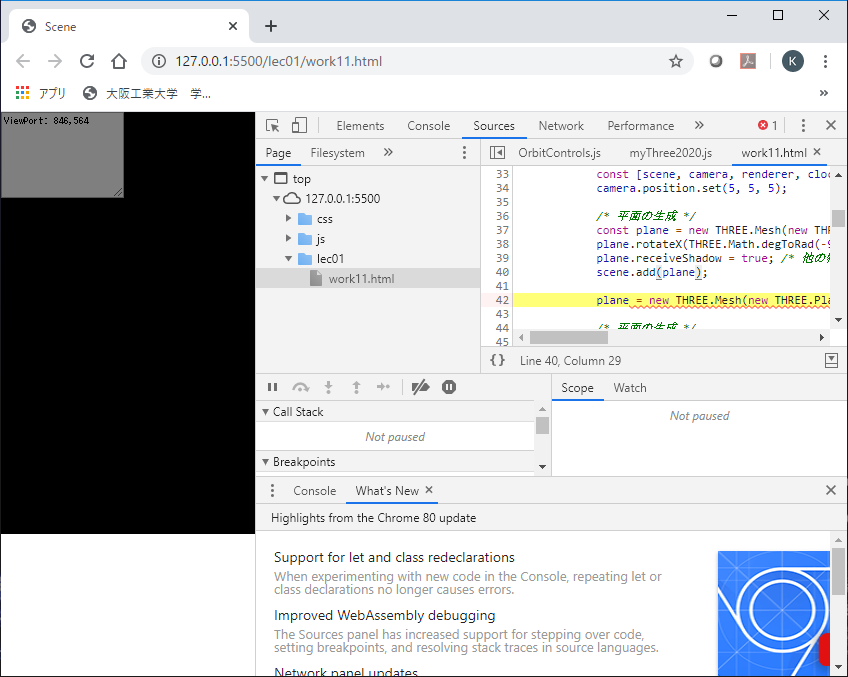 Scene
127.0.0.1:5500/lec01/work11.html
K
アプリ
大阪工業大学 学...
»
ViewPort: 846,564
Elements
Console
Sources
Network
Performance
»
1
Page
Filesystem
»
OrbitControls.js
myThree2020.js
work11.html
top
127.0.0.1:5500
css
js
lec01
work11.html
33 const [scene, camera, renderer, cloc
34 camera.position.set(5, 5, 5);
35
36 /* 平面の生成 */
37 const plane = new THREE.Mesh(new THR
38 plane.rotateX(THREE.Math.degToRad(-9
39 plane.receiveShadow = true; /* 他の
40 scene.add(plane);
41
42 plane = new THREE.Mesh(new THREE.Pla
43
44 /* 平面の生成 */
45
{ } Line 40, Column 29
Scope
Watch
Call Stack
Not paused
Not paused
Breakpoints
Console
What's New
Highlights from the Chrome 80 update
Support for let and class redeclarations
When experimenting with new code in the Console, repeating let or
class declarations no longer causes errors.
Improved WebAssembly debugging
The Sources panel has increased support for stepping over code,
setting breakpoints, and resolving stack traces in source languages.
Network panel updates